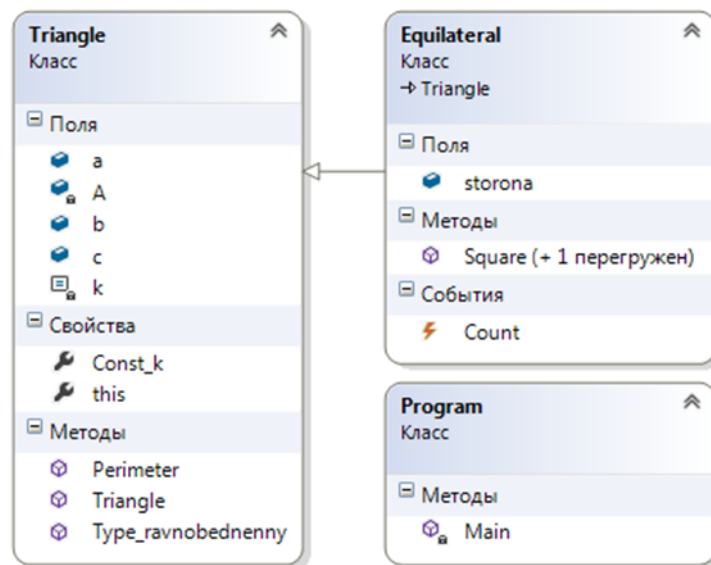 Triangle
Класс
Поля
a
A
b
c
k
Свойства
Const_k
this
Методы
Perimeter
Triangle
Type_ravnobednenny
Equilateral
Класс
Triangle
Поля
storona
Методы
Square (+ 1 перегружен)
События
Count
Program
Класс
Методы
Main